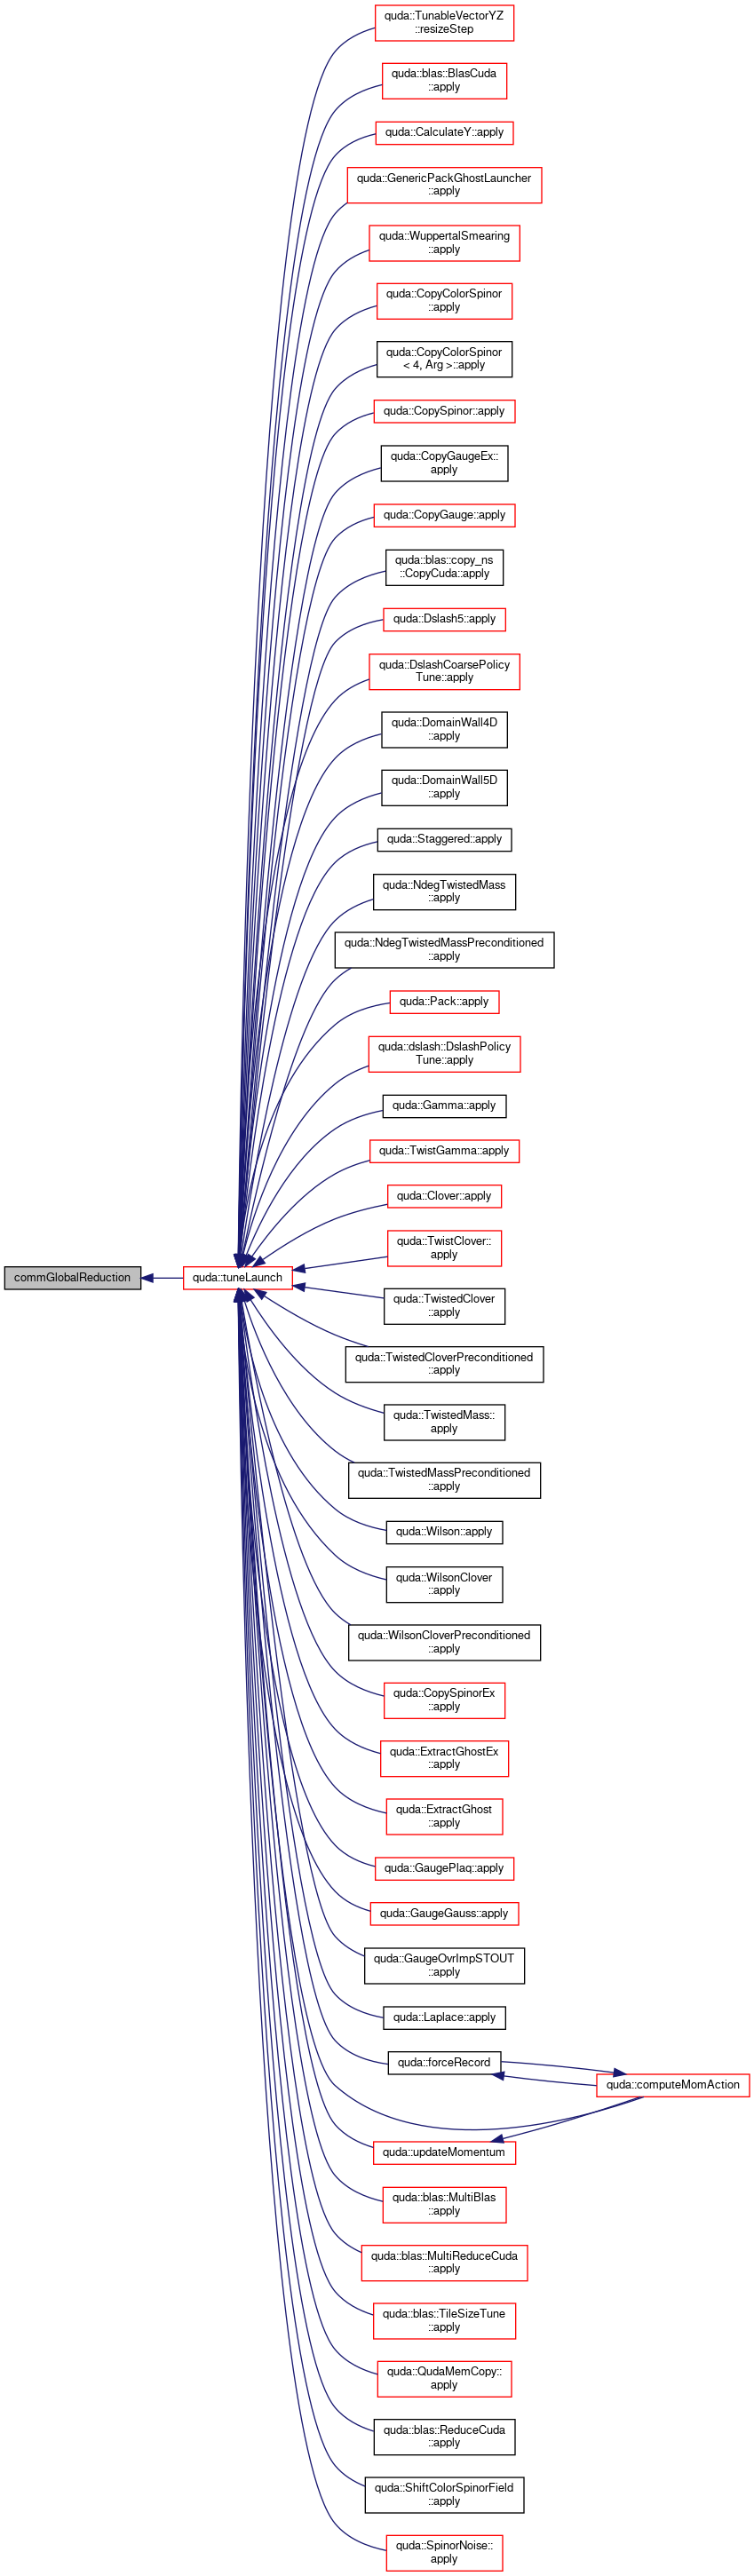 quda::TunableVectorYZ
::resizeStep
quda::blas::BlasCuda
::apply
quda::CalculateY::apply
quda::GenericPackGhostLauncher
::apply
quda::WuppertalSmearing
::apply
quda::CopyColorSpinor
::apply
quda::CopyColorSpinor
< 4, Arg >::apply
quda::CopySpinor::apply
quda::CopyGaugeEx::
apply
quda::CopyGauge::apply
quda::blas::copy_ns
::CopyCuda::apply
quda::Dslash5::apply
quda::DslashCoarsePolicy
Tune::apply
quda::DomainWall4D
::apply
quda::DomainWall5D
::apply
quda::Staggered::apply
quda::NdegTwistedMass
::apply
quda::NdegTwistedMassPreconditioned
::apply
quda::Pack::apply
quda::dslash::DslashPolicy
Tune::apply
quda::Gamma::apply
quda::TwistGamma::apply
quda::Clover::apply
quda::TwistClover::
apply
commGlobalReduction
quda::tuneLaunch
quda::TwistedClover
::apply
quda::TwistedCloverPreconditioned
::apply
quda::TwistedMass::
apply
quda::TwistedMassPreconditioned
::apply
quda::Wilson::apply
quda::WilsonClover
::apply
quda::WilsonCloverPreconditioned
::apply
quda::CopySpinorEx
::apply
quda::ExtractGhostEx
::apply
quda::ExtractGhost
::apply
quda::GaugePlaq::apply
quda::GaugeGauss::apply
quda::GaugeOvrImpSTOUT
::apply
quda::Laplace::apply
quda::forceRecord
quda::computeMomAction
quda::updateMomentum
quda::blas::MultiBlas
::apply
quda::blas::MultiReduceCuda
::apply
quda::blas::TileSizeTune
::apply
quda::QudaMemCopy::
apply
quda::blas::ReduceCuda
::apply
quda::ShiftColorSpinorField
::apply
quda::SpinorNoise::
apply